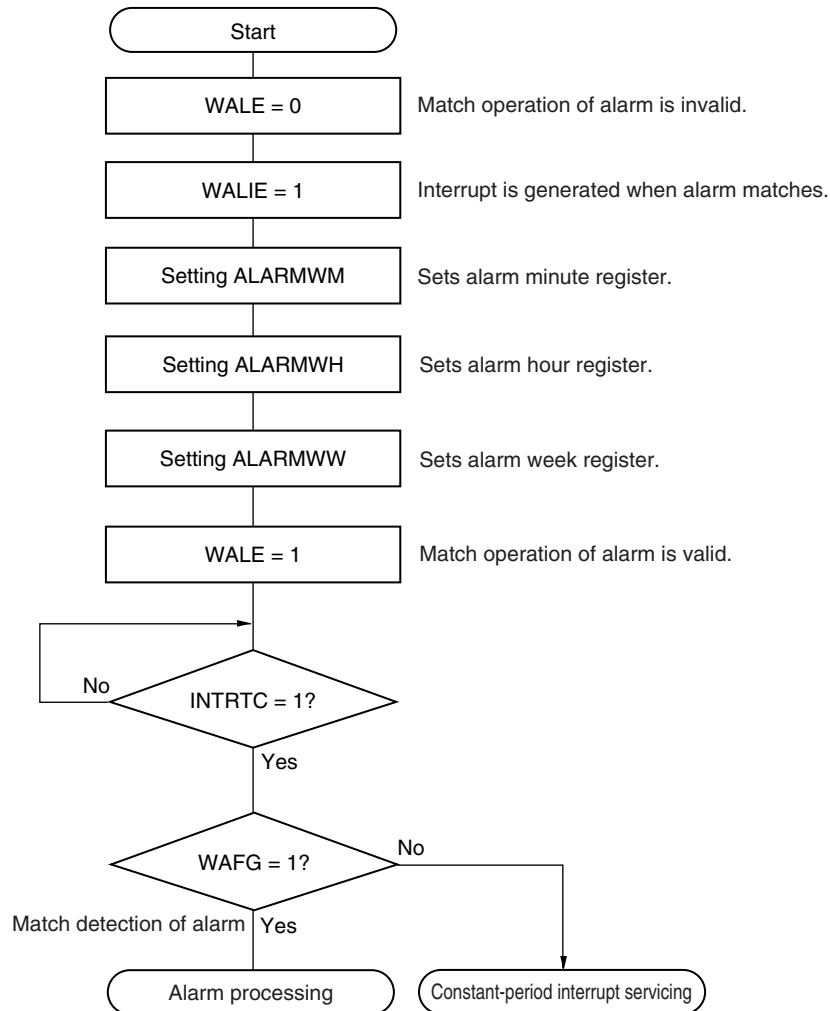 Start
WALE = 0
Match operation of alarm is invalid.
WALIE = 1
Interrupt is generated when alarm matches.
Setting ALARMWM
Sets alarm minute register.
Setting ALARMWH
Sets alarm hour register.
Setting ALARMWW
Sets alarm week register.
WALE = 1
Match operation of alarm is valid.
No
INTRTC = 1?
Yes
No
WAFG = 1?
Match detection of alarm
Yes
Alarm processing
Constant-period interrupt servicing